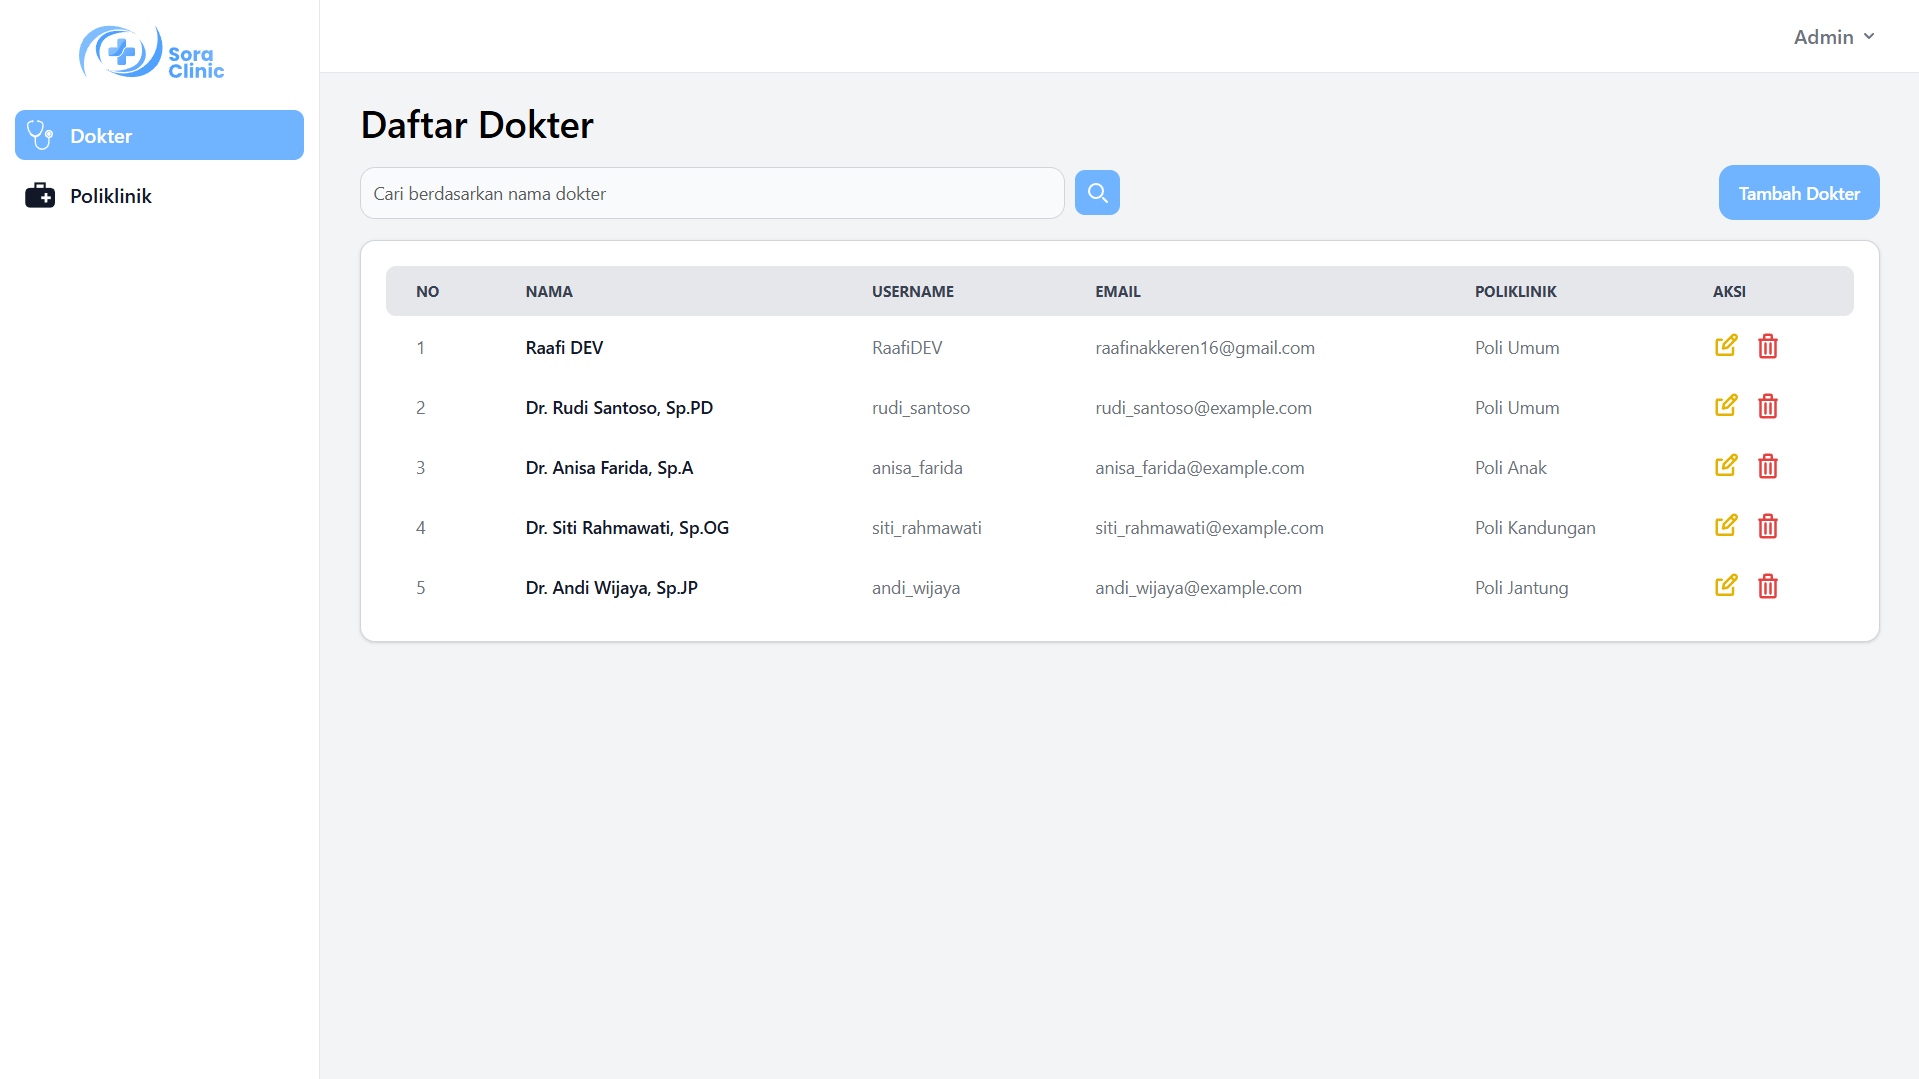 Sora
Clinic
Admin
Dokter
Poliklinik
Daftar Dokter
Cari berdasarkan nama dokter
Tambah Dokter
NO NAMA USERNAME EMAIL POLIKLINIK AKSI
1 Raafi DEV RaafiDEV raafinakkeren16@gmail.com Poli Umum
2 Dr. Rudi Santoso, Sp.PD rudi_santoso rudi_santoso@example.com Poli Umum
3 Dr. Anisa Farida, Sp.A anisa_farida anisa_farida@example.com Poli Anak
4 Dr. Siti Rahmawati, Sp.OG siti_rahmawati siti_rahmawati@example.com Poli Kandungan
5 Dr. Andi Wijaya, Sp.JP andi_wijaya andi_wijaya@example.com Poli Jantung